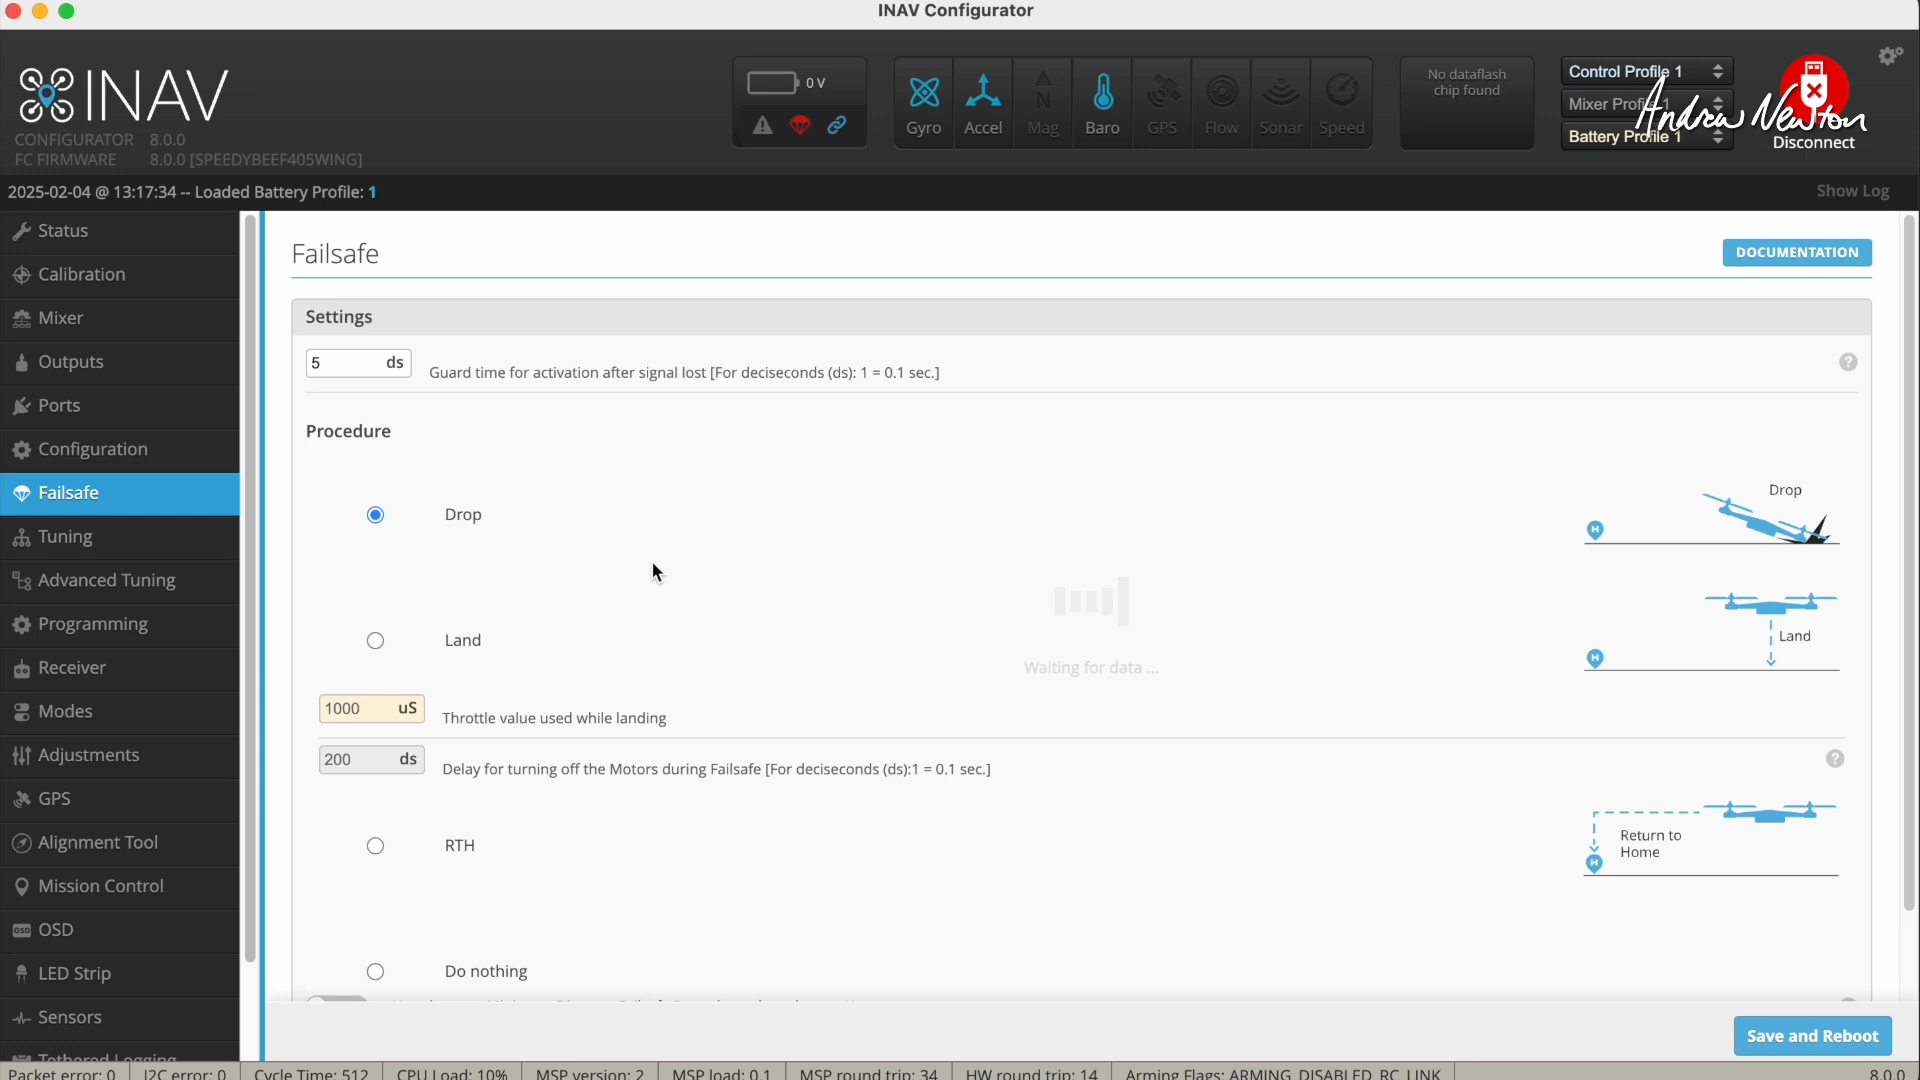 INAV Configurator
INAV
CONFIGURATOR 8.0.0
FC FIRMWARE 8.0.0 [SPEEDYBEEF405WING]
0 V
Gyro
Accel
N
Mag
Baro
GPS
Flow
Sonar
Speed
No dataflash
chip found
Control Profile 1
Mixer Profile 1
Battery Profile 1
Andrew Newton
Disconnect
2025-02-04 @ 13:17:34 -- Loaded Battery Profile: 1
Show Log
Status
Calibration
Mixer
Outputs
Ports
Configuration
Failsafe
Tuning
Advanced Tuning
Programming
Receiver
Modes
Adjustments
GPS
Alignment Tool
Mission Control
OSD
OSD
LED Strip
Sensors
Tethered Logging
Failsafe
DOCUMENTATION
Settings
5 ds
Guard time for activation after signal lost [For deciseconds (ds): 1 = 0.1 sec.]
?
Procedure
Drop
Drop
H
Land
Land
H
Waiting for data ...
1000 uS
Throttle value used while landing
200 ds
Delay for turning off the Motors during Failsafe [For deciseconds (ds):1 = 0.1 sec.]
?
RTH
Return to
Home
H
Do nothing
Save and Reboot
Packet error: 0
I2C error: 0
Cycle Time: 512
CPU Load: 10%
MSP version: 2
MSP load: 0.1
MSP round trip: 34
HW round trip: 14
Arming Flags: ARMING_DISABLED_RC_LINK
8.0.0